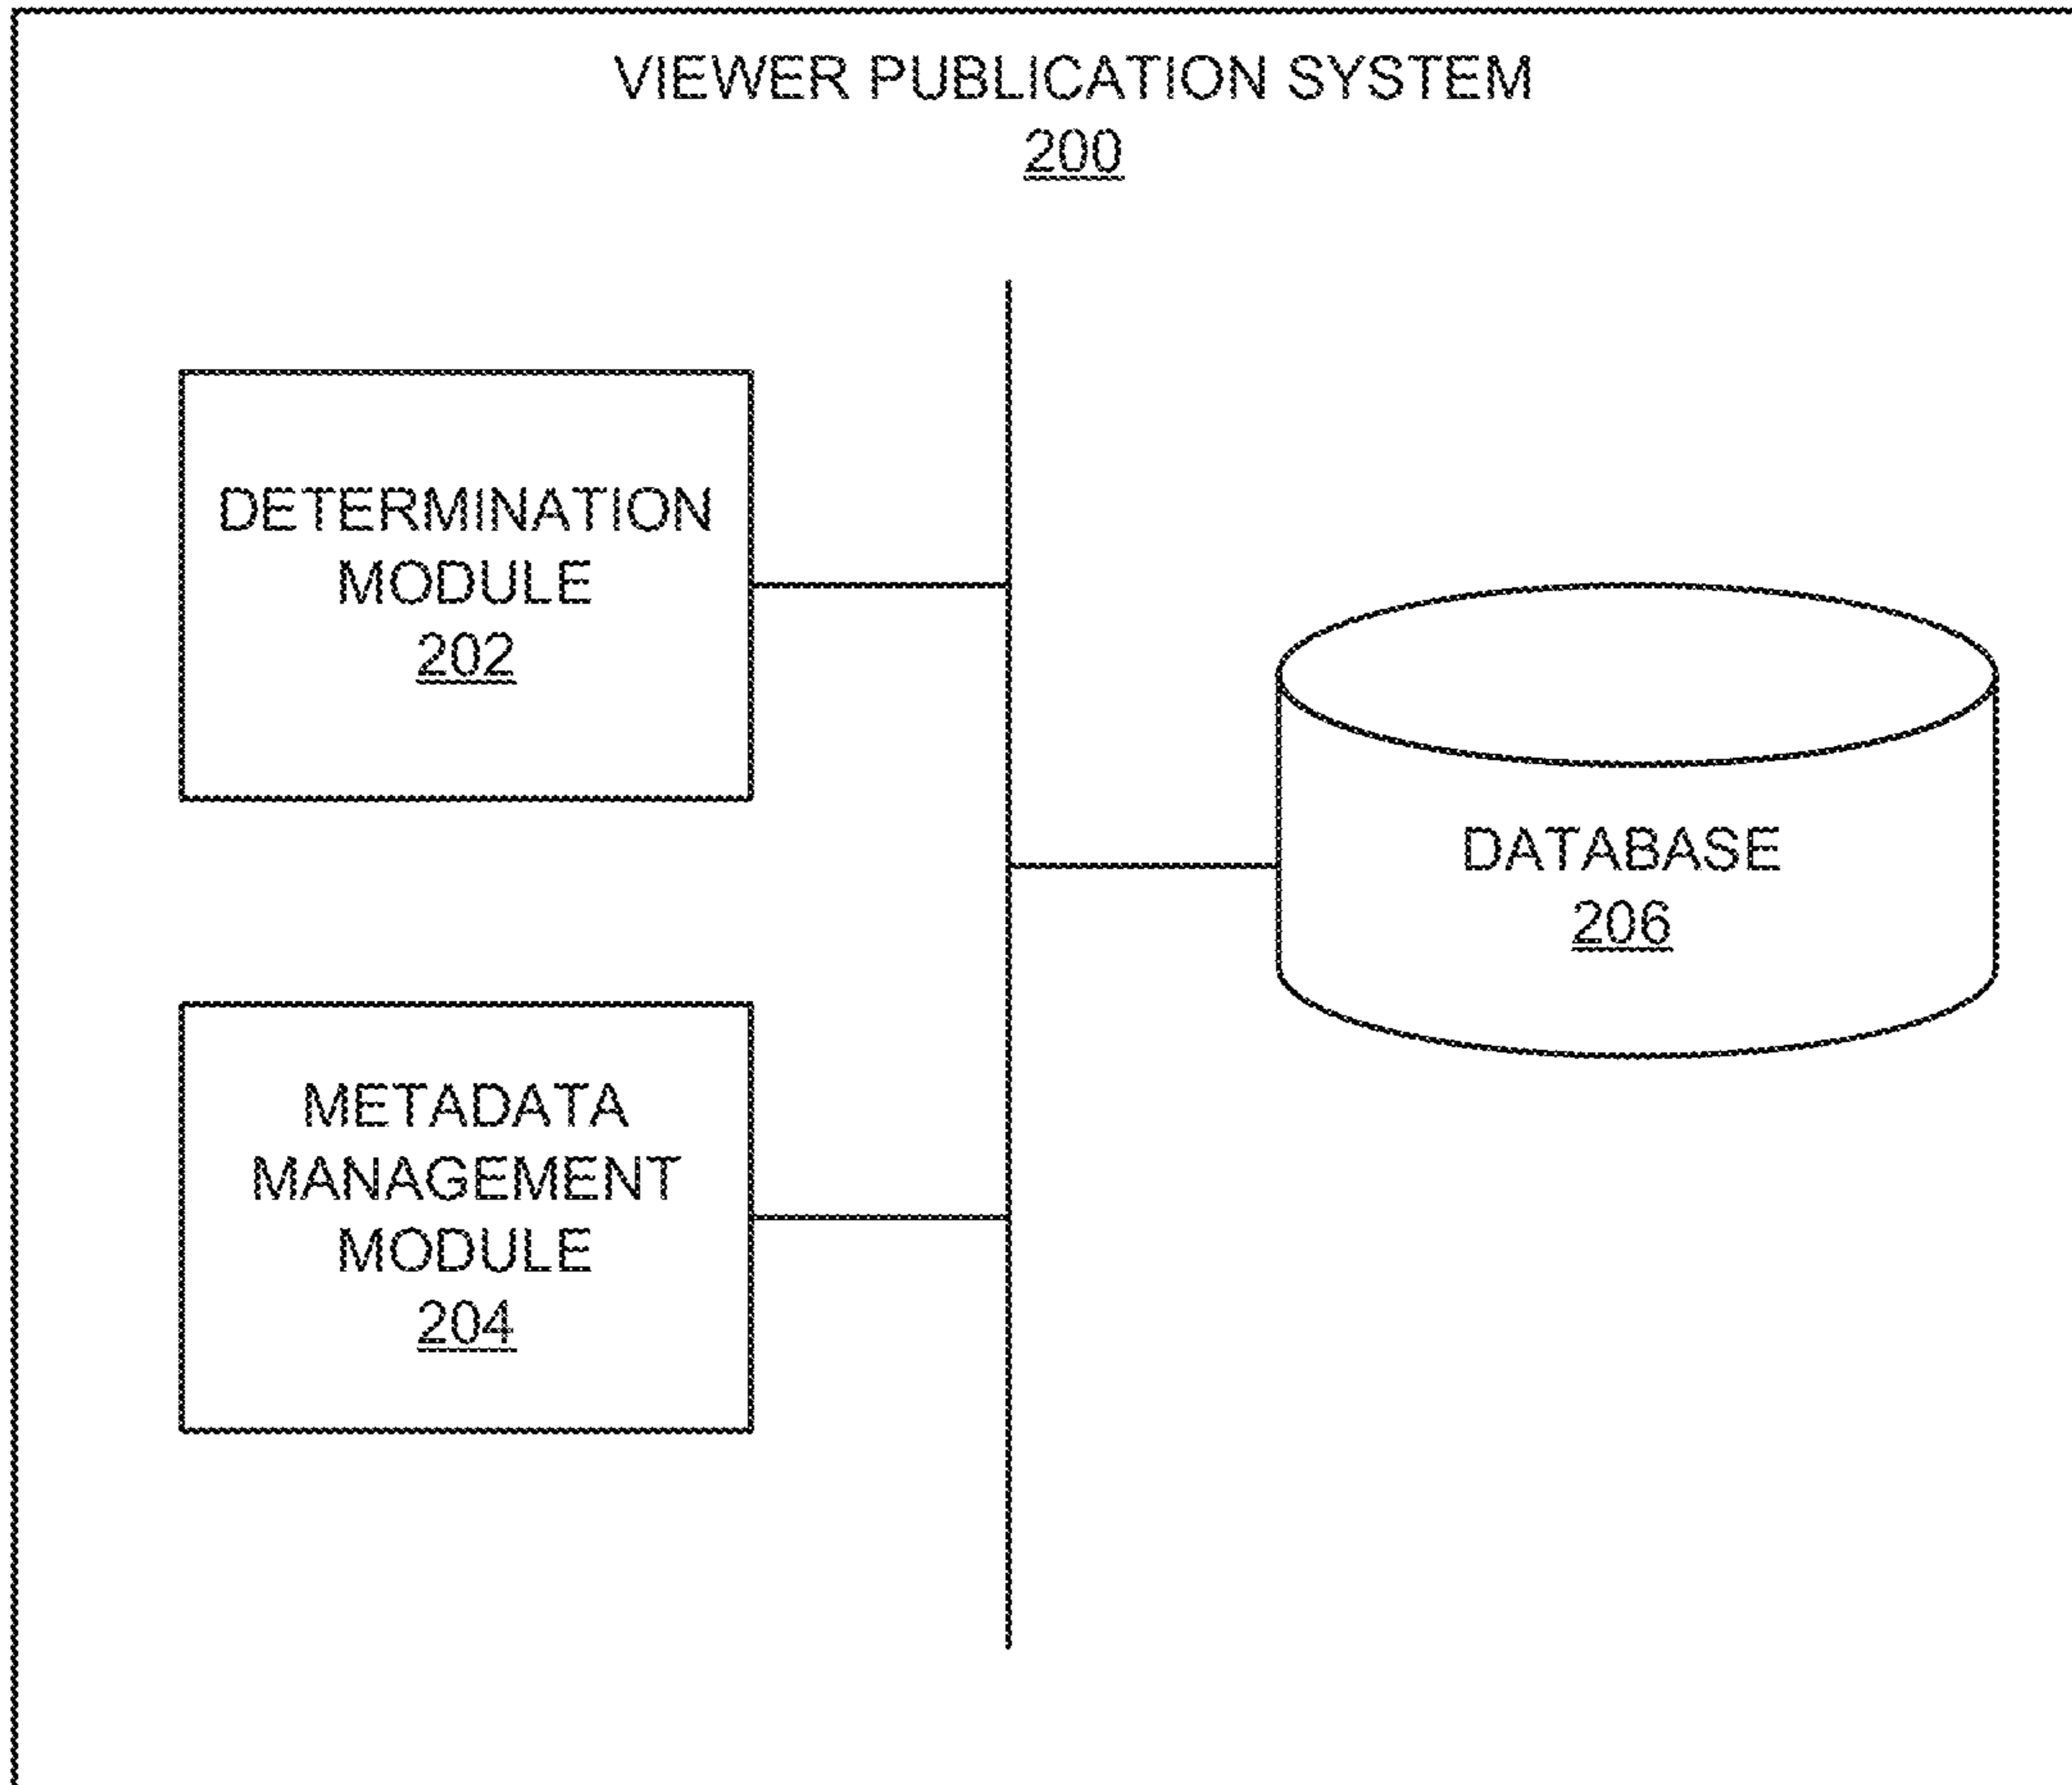 VIEWER PUBLICATION SYSTEM
200
DETERMINATION
MODULE
202
DATABASE
206
METADATA
MANAGEMENT
MODULE
204